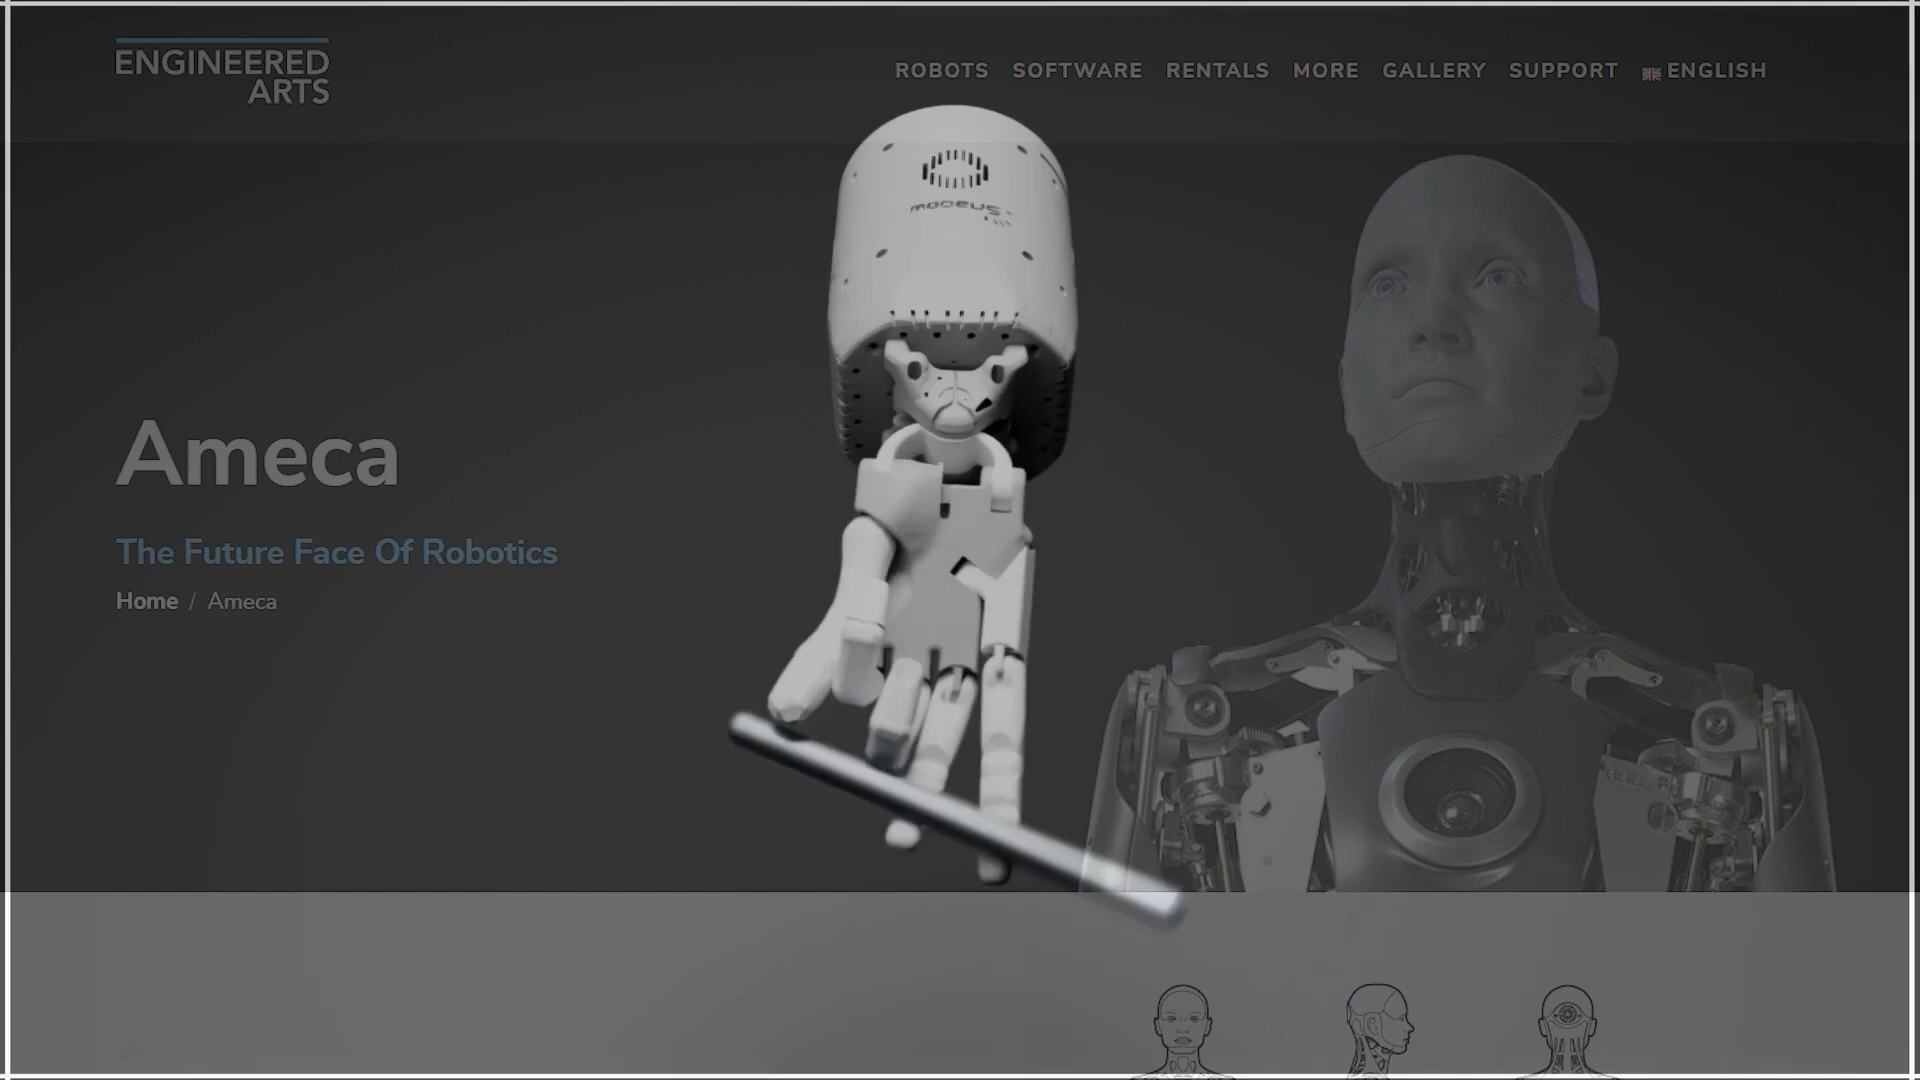 ENGINEERED
ARTS
ROBOTS SOFTWARE RENTALS MORE GALLERY SUPPORT ENGLISH
Ameca
The Future Face Of Robotics
Home / Ameca